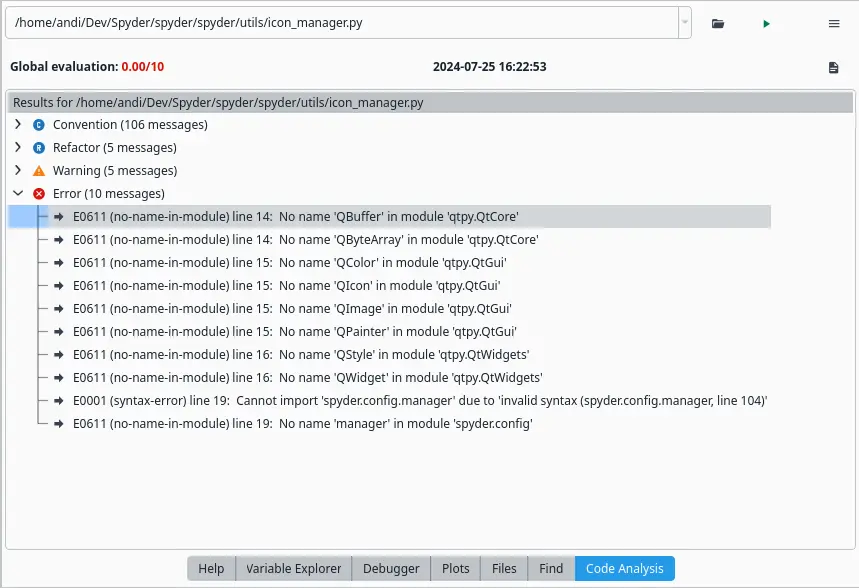 /home/andi/Dev/Spyder/spyder/spyder/utils/icon_manager.py
Global evaluation: 0.00/10 2024-07-25 16:22:53
Results for /home/andi/Dev/Spyder/spyder/spyder/utils/icon_manager.py
C Convention (106 messages)
R Refactor (5 messages)
Warning (5 messages)
Error (10 messages)
E0611 (no-name-in-module) line 14: No name 'QBuffer' in module 'qtpy.QtCore'
E0611 (no-name-in-module) line 14: No name 'QByteArray' in module 'qtpy.QtCore'
E0611 (no-name-in-module) line 15: No name 'QColor' in module 'qtpy.QtGui'
E0611 (no-name-in-module) line 15: No name 'QIcon' in module 'qtpy.QtGui'
E0611 (no-name-in-module) line 15: No name 'QImage' in module 'qtpy.QtGui'
E0611 (no-name-in-module) line 15: No name 'QPainter' in module 'qtpy.QtGui'
E0611 (no-name-in-module) line 16: No name 'QStyle' in module 'qtpy.QtWidgets'
E0611 (no-name-in-module) line 16: No name 'QWidget' in module 'qtpy.QtWidgets'
E0001 (syntax-error) line 19: Cannot import 'spyder.config.manager' due to 'invalid syntax (spyder.config.manager, line 104)'
E0611 (no-name-in-module) line 19: No name 'manager' in module 'spyder.config'
Help Variable Explorer Debugger Plots Files Find Code Analysis